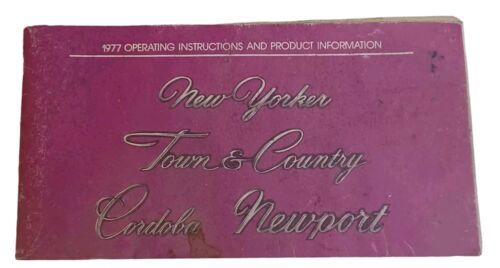 1977 OPERATING INSTRUCTIONS AND PRODUCT INFORMATION
New Yorker
Town & Country
Cordoba Newport